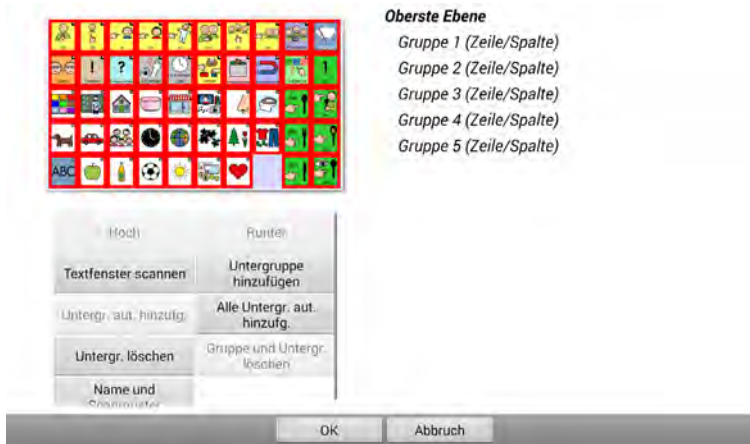 Oberste Ebene
Gruppe 1 (Zeile/Spalte)
Gruppe 2 (Zeile/Spalte)
Gruppe 3 (Zeile/Spalte)
Gruppe 4 (Zeile/Spalte)
Gruppe 5 (Zeile/Spalte)
!
?
1
ABC
Hoch
Runter
Textfenster scannen
Untergruppe
hinzufügen
Untergr. aut. hinzufg.
Alle Untergr. aut.
hinzufg.
Untergr. löschen
Gruppe und Untergr.
löschen
Name und
OK
Abbruch